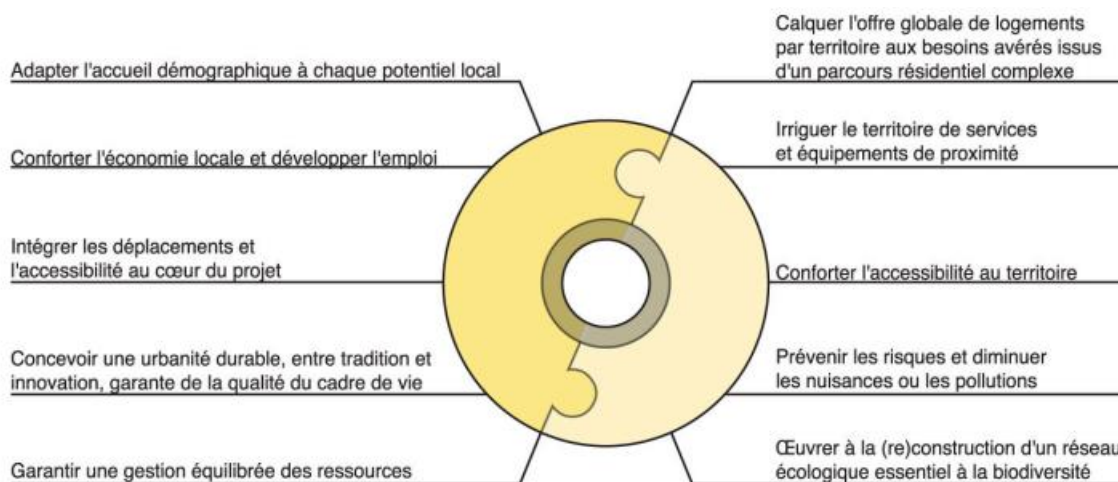 Adapter l'accueil démographique à chaque potentiel local
Conforter l'économie locale et développer l'emploi
Intégrer les déplacements et
l'accessibilité au cœur du projet
Concevoir une urbanité durable, entre tradition et
innovation, garante de la qualité du cadre de vie
Garantir une gestion équilibrée des ressources
Calquer l'offre globale de logements
par territoire aux besoins avérés issus
d'un parcours résidentiel complexe
Irriguer le territoire de services
et équipements de proximité
Conforter l'accessibilité au territoire
Prévenir les risques et diminuer
les nuisances ou les pollutions
Œuvrer à la (re)construction d'un réseau
écologique essentiel à la biodiversité